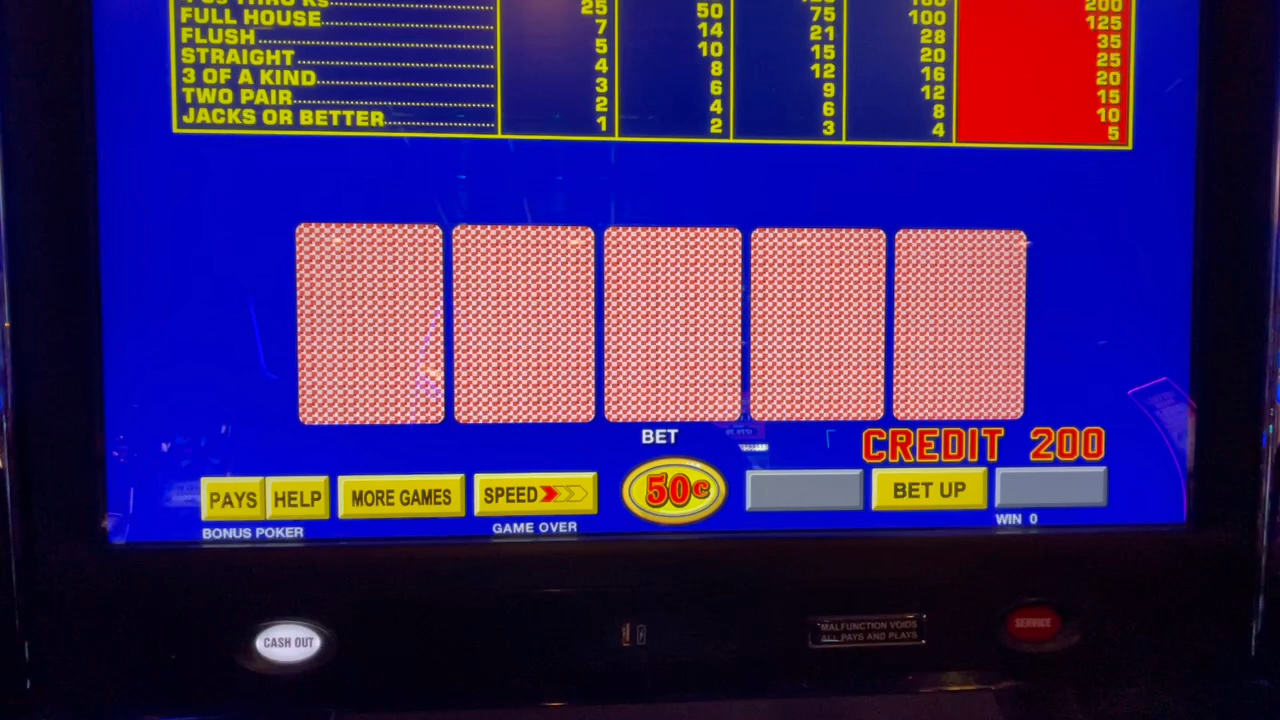 25 50 75 100 200
FULL HOUSE 7 14 21 28 125
FLUSH 5 10 15 20 35
STRAIGHT 4 8 12 16 25
3 OF A KIND 3 6 9 12 20
TWO PAIR 2 4 6 8 15
JACKS OR BETTER 1 2 3 4 10
5
BET
CREDIT 200
PAYS HELP MORE GAMES SPEED 50¢ BET UP
BONUS POKER GAME OVER WIN 0
CASH OUT
MALFUNCTION VOIDS
ALL PAYS AND PLAYS
SERVICE